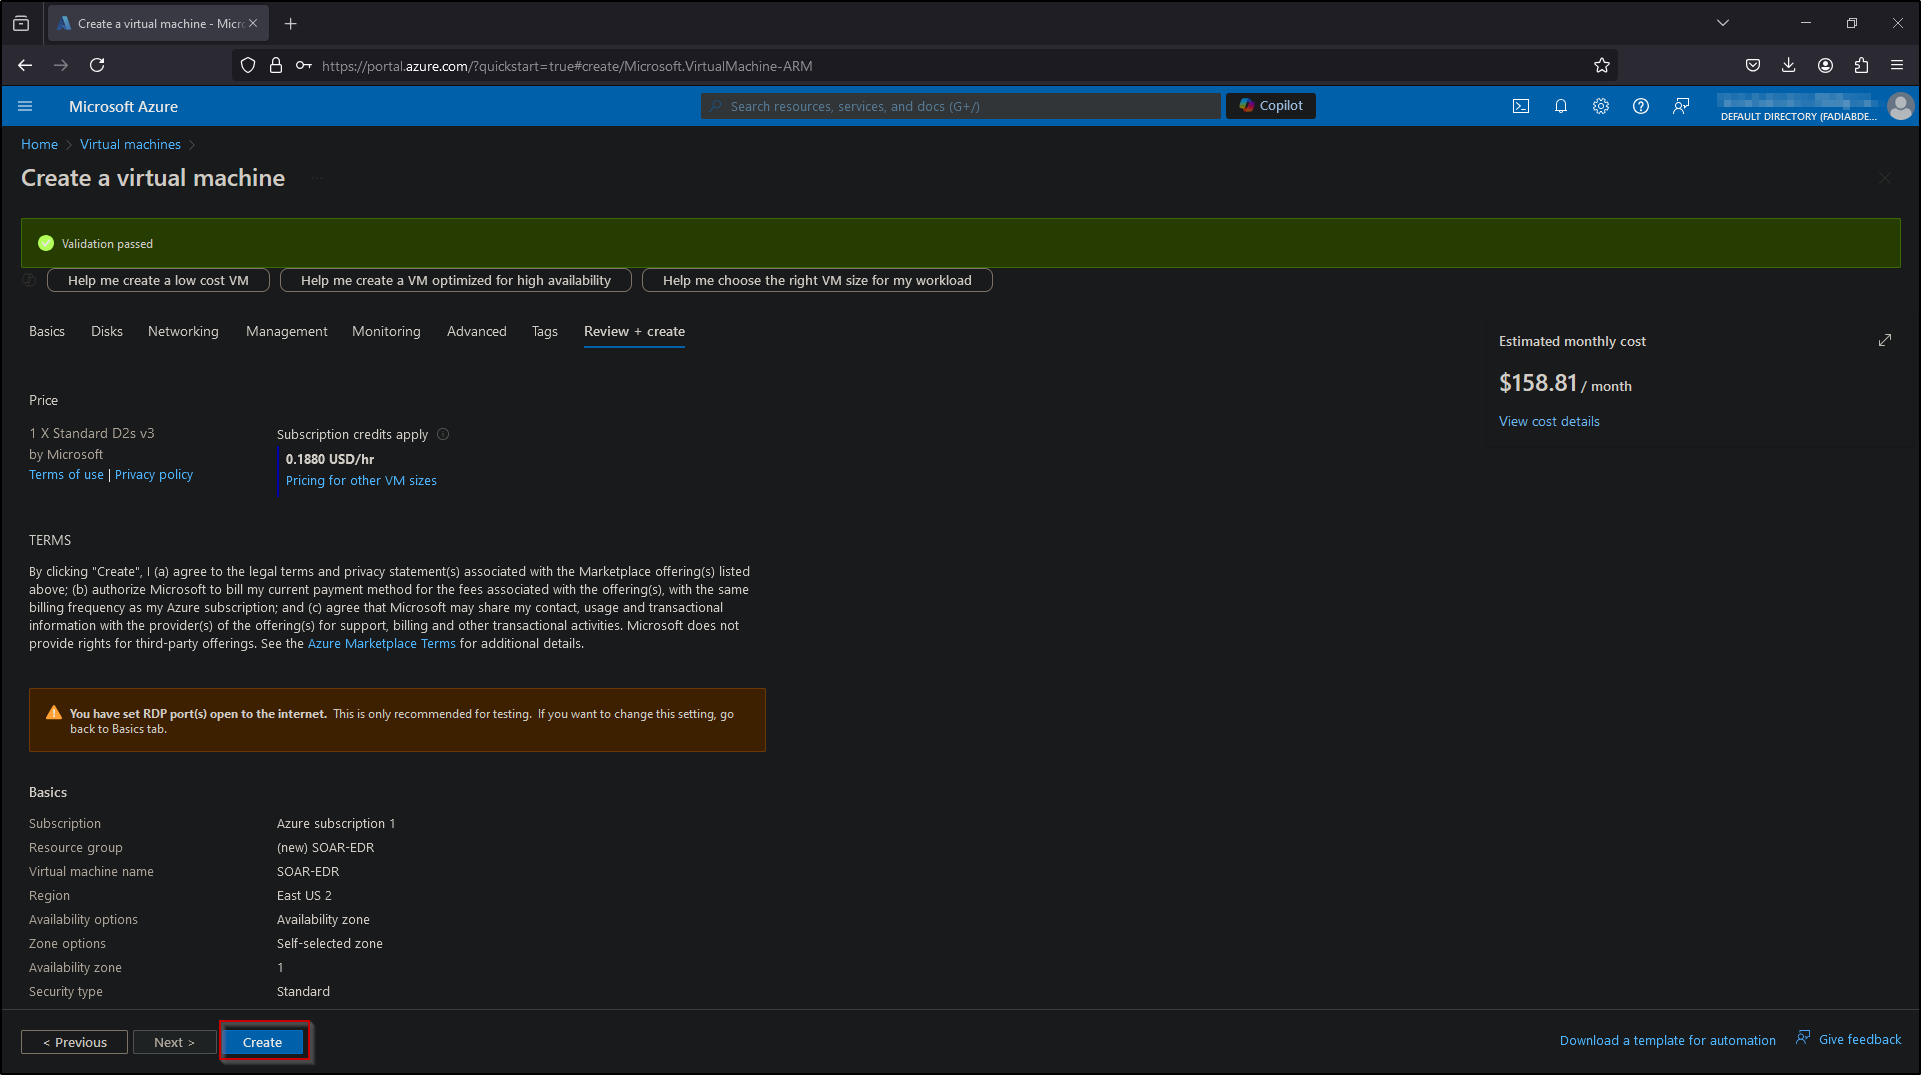 Create a virtual machine - Micro
https://portal.azure.com/?quickstart=true#create/Microsoft.VirtualMachine-ARM
Microsoft Azure
Search resources, services, and docs (G+/)
Copilot
DEFAULT DIRECTORY (FADIABDE...
Home
Virtual machines
Create a virtual machine
...
Validation passed
Help me create a low cost VM
Help me create a VM optimized for high availability
Help me choose the right VM size for my workload
Basics
Disks
Networking
Management
Monitoring
Advanced
Tags
Review + create
Estimated monthly cost
$158.81 / month
View cost details
Price
1 X Standard D2s v3
by Microsoft
Terms of use | Privacy policy
Subscription credits apply
0.1880 USD/hr
Pricing for other VM sizes
TERMS
By clicking "Create", I (a) agree to the legal terms and privacy statement(s) associated with the Marketplace offering(s) listed
above; (b) authorize Microsoft to bill my current payment method for the fees associated with the offering(s), with the same
billing frequency as my Azure subscription; and (c) agree that Microsoft may share my contact, usage and transactional
information with the provider(s) of the offering(s) for support, billing and other transactional activities. Microsoft does not
provide rights for third-party offerings. See the Azure Marketplace Terms for additional details.
You have set RDP port(s) open to the internet. This is only recommended for testing. If you want to change this setting, go
back to Basics tab.
Basics
Subscription Azure subscription 1
Resource group (new) SOAR-EDR
Virtual machine name SOAR-EDR
Region East US 2
Availability options Availability zone
Zone options Self-selected zone
Availability zone 1
Security type Standard
< Previous
Next >
Create
Download a template for automation
Give feedback